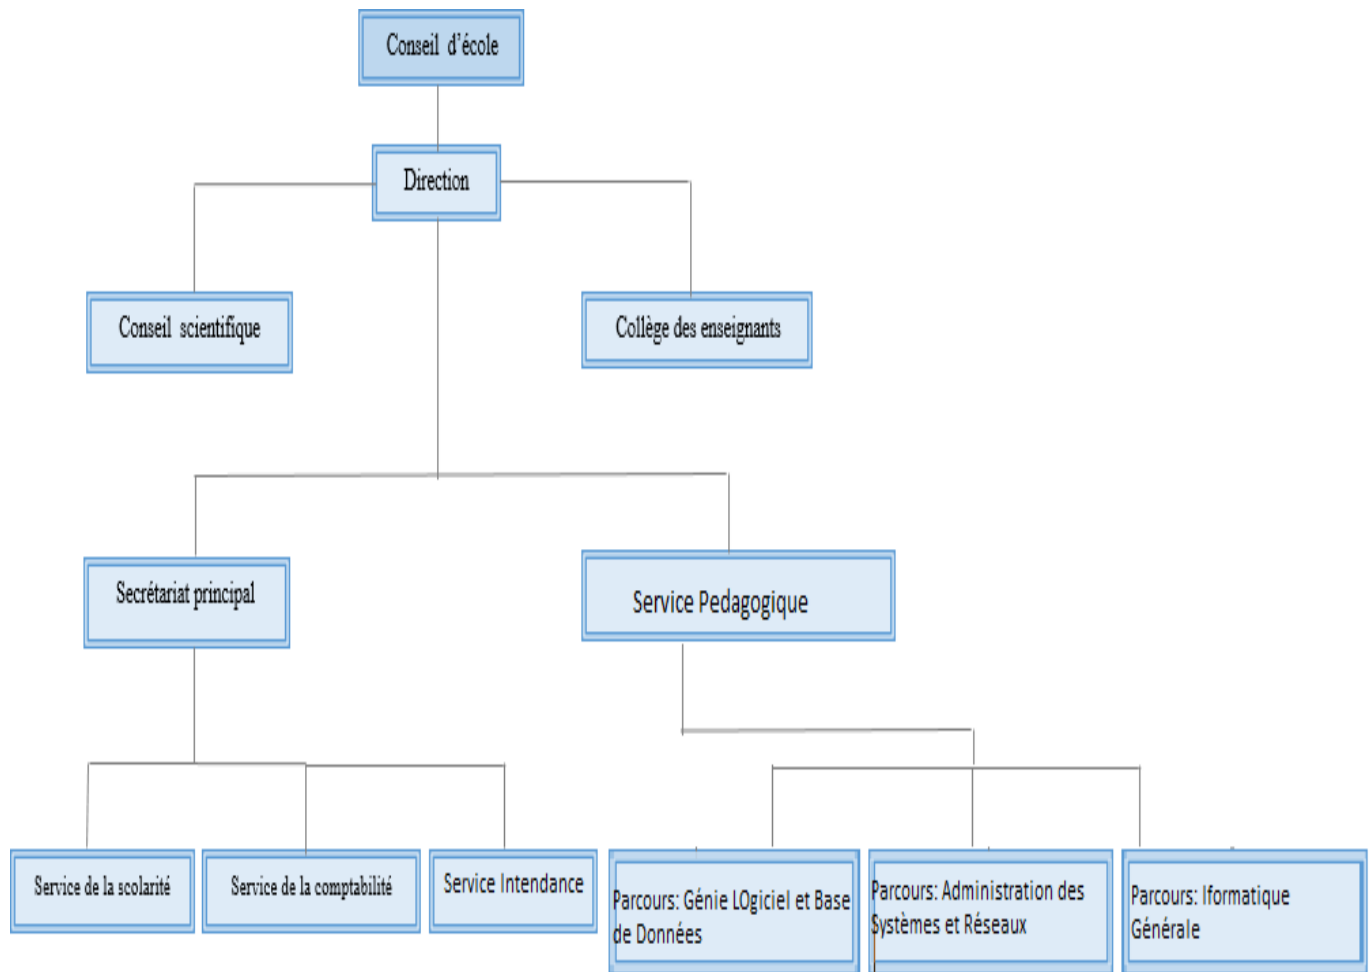 Conseil d'école
Direction
Conseil scientifique
Collège des enseignants
Secrétariat principal
Service Pedagogique
Service de la scolarité
Service de la comptabilité
Service Intendance
Parcours: Génie LOgiciel et Base
de Données
Parcours: Administration des
Systèmes et Réseaux
Parcours: Iformatique
Générale